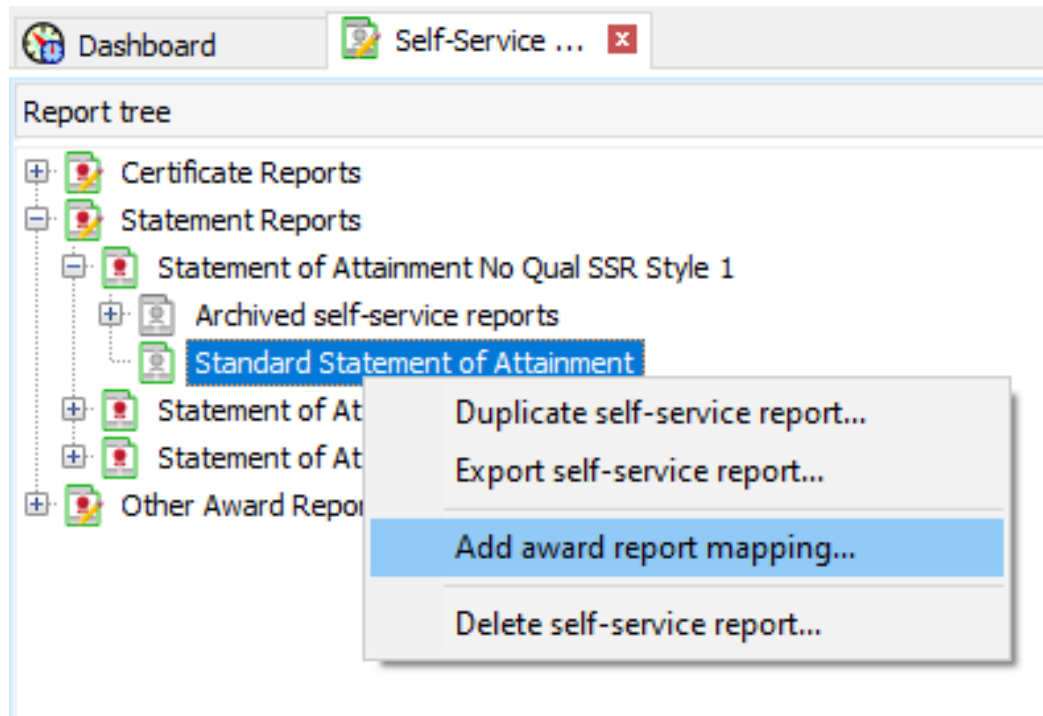 Dashboard
Self-Service ...
Report tree
Certificate Reports
Statement Reports
Statement of Attainment No Qual SSR Style 1
Archived self-service reports
Standard Statement of Attainment
Statement of At
Statement of At
Other Award Repor
Duplicate self-service report...
Export self-service report...
Add award report mapping...
Delete self-service report...